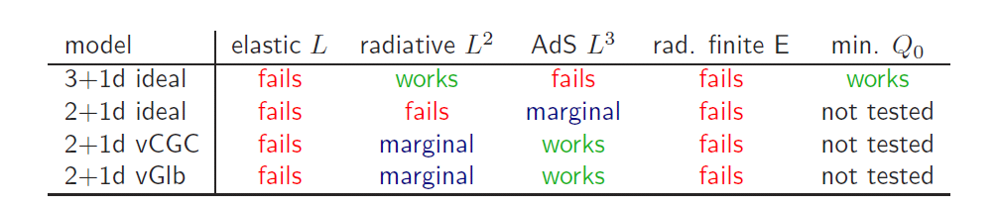 model elastic L radiative L² AdS L³ rad. finite E min. Q₀
3+1d ideal fails works fails fails works
2+1d ideal fails fails marginal fails not tested
2+1d vCGC fails marginal works fails not tested
2+1d vGlb fails marginal works fails not tested